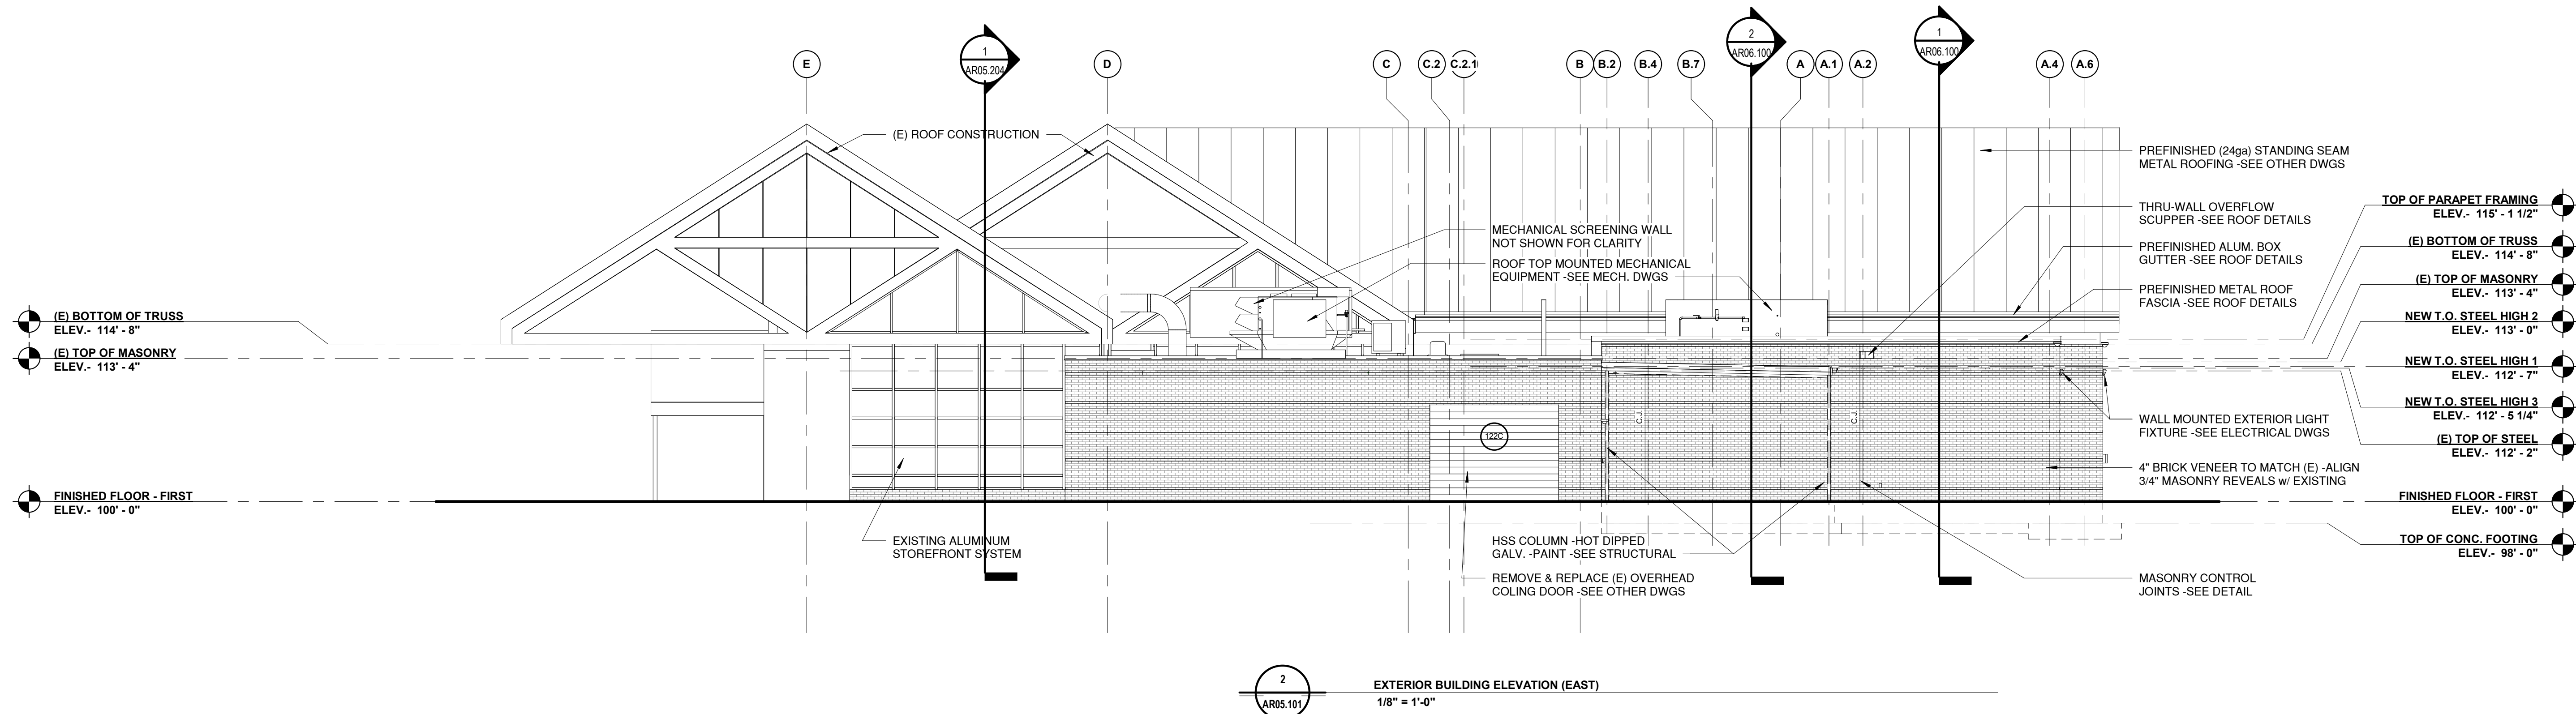 1
AR05.204
2
AR06.100
1
AR06.100
E
D
C
C.2
C.2.1
B
B.2
B.4
B.7
A
A.1
A.2
A.4
A.6
(E) ROOF CONSTRUCTION
MECHANICAL SCREENING WALL
NOT SHOWN FOR CLARITY
ROOF TOP MOUNTED MECHANICAL
EQUIPMENT -SEE MECH. DWGS
PREFINISHED (24ga) STANDING SEAM
METAL ROOFING -SEE OTHER DWGS
THRU-WALL OVERFLOW
SCUPPER -SEE ROOF DETAILS
PREFINISHED ALUM. BOX
GUTTER -SEE ROOF DETAILS
PREFINISHED METAL ROOF
FASCIA -SEE ROOF DETAILS
WALL MOUNTED EXTERIOR LIGHT
FIXTURE -SEE ELECTRICAL DWGS
4" BRICK VENEER TO MATCH (E) -ALIGN
3/4" MASONRY REVEALS w/ EXISTING
MASONRY CONTROL
JOINTS -SEE DETAIL
(E) BOTTOM OF TRUSS
ELEV.- 114' - 8"
(E) TOP OF MASONRY
ELEV.- 113' - 4"
FINISHED FLOOR - FIRST
ELEV.- 100' - 0"
TOP OF PARAPET FRAMING
ELEV.- 115' - 1 1/2"
(E) BOTTOM OF TRUSS
ELEV.- 114' - 8"
(E) TOP OF MASONRY
ELEV.- 113' - 4"
NEW T.O. STEEL HIGH 2
ELEV.- 113' - 0"
NEW T.O. STEEL HIGH 1
ELEV.- 112' - 7"
NEW T.O. STEEL HIGH 3
ELEV.- 112' - 5 1/4"
(E) TOP OF STEEL
ELEV.- 112' - 2"
FINISHED FLOOR - FIRST
ELEV.- 100' - 0"
TOP OF CONC. FOOTING
ELEV.- 98' - 0"
122C
C.J.
C.J.
EXISTING ALUMINUM
STOREFRONT SYSTEM
HSS COLUMN -HOT DIPPED
GALV. -PAINT -SEE STRUCTURAL
REMOVE & REPLACE (E) OVERHEAD
COLING DOOR -SEE OTHER DWGS
2
AR05.101
EXTERIOR BUILDING ELEVATION (EAST)
1/8" = 1'-0"